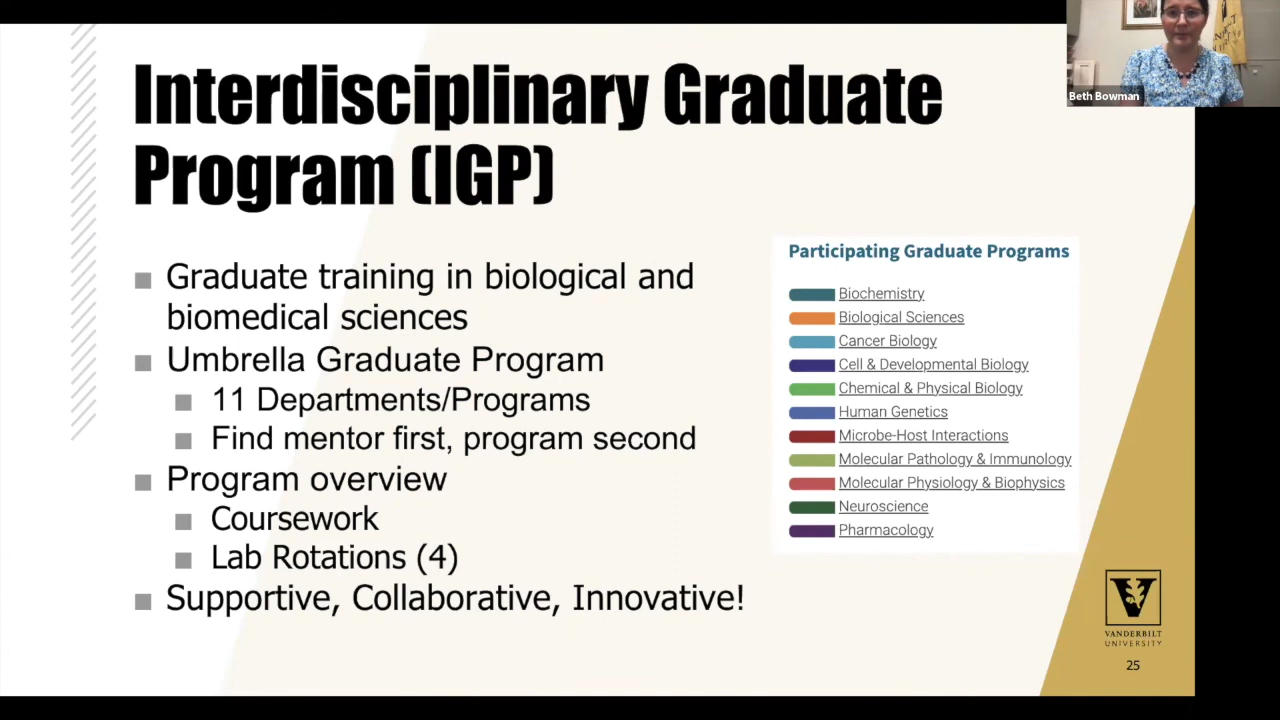 Interdisciplinary Graduate
Program (IGP)
Graduate training in biological and
biomedical sciences
Umbrella Graduate Program
11 Departments/Programs
Find mentor first, program second
Program overview
Coursework
Lab Rotations (4)
Supportive, Collaborative, Innovative!
Participating Graduate Programs
Biochemistry
Biological Sciences
Cancer Biology
Cell & Developmental Biology
Chemical & Physical Biology
Human Genetics
Microbe-Host Interactions
Molecular Pathology & Immunology
Molecular Physiology & Biophysics
Neuroscience
Pharmacology
Beth Bowman
V
VANDERBILT
UNIVERSITY
25